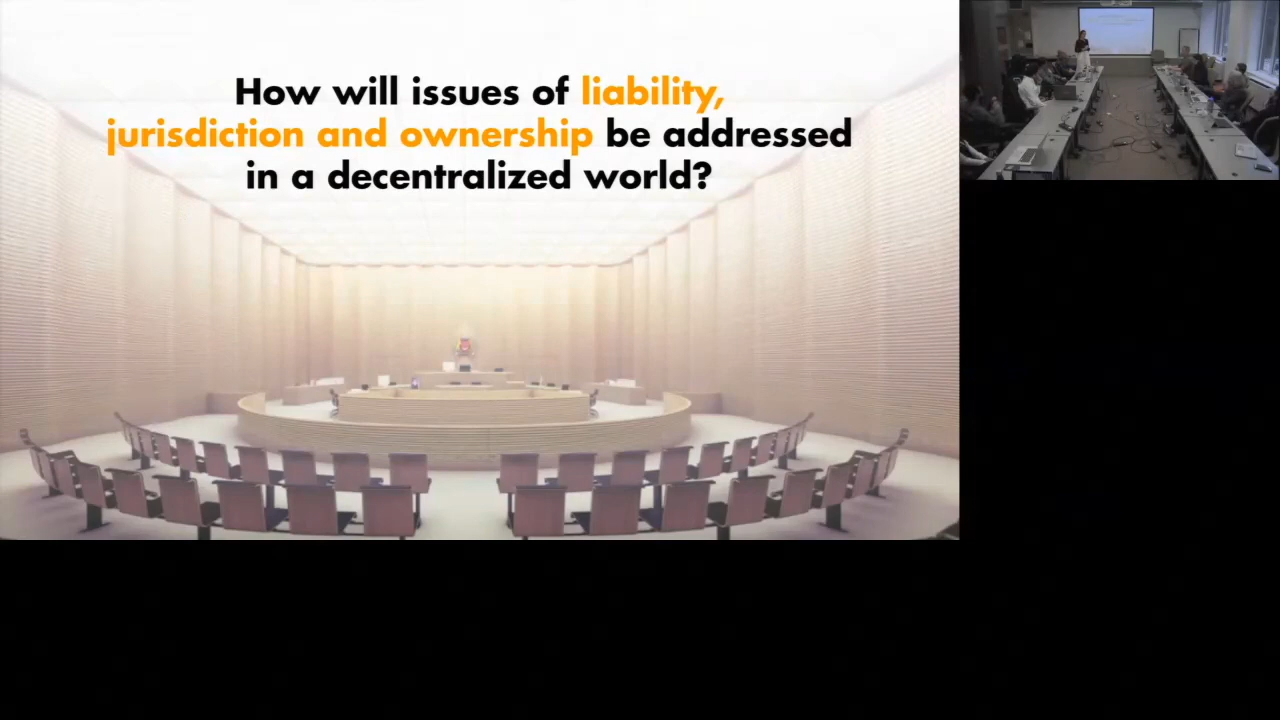 How will issues of liability,
jurisdiction and ownership be addressed
in a decentralized world?